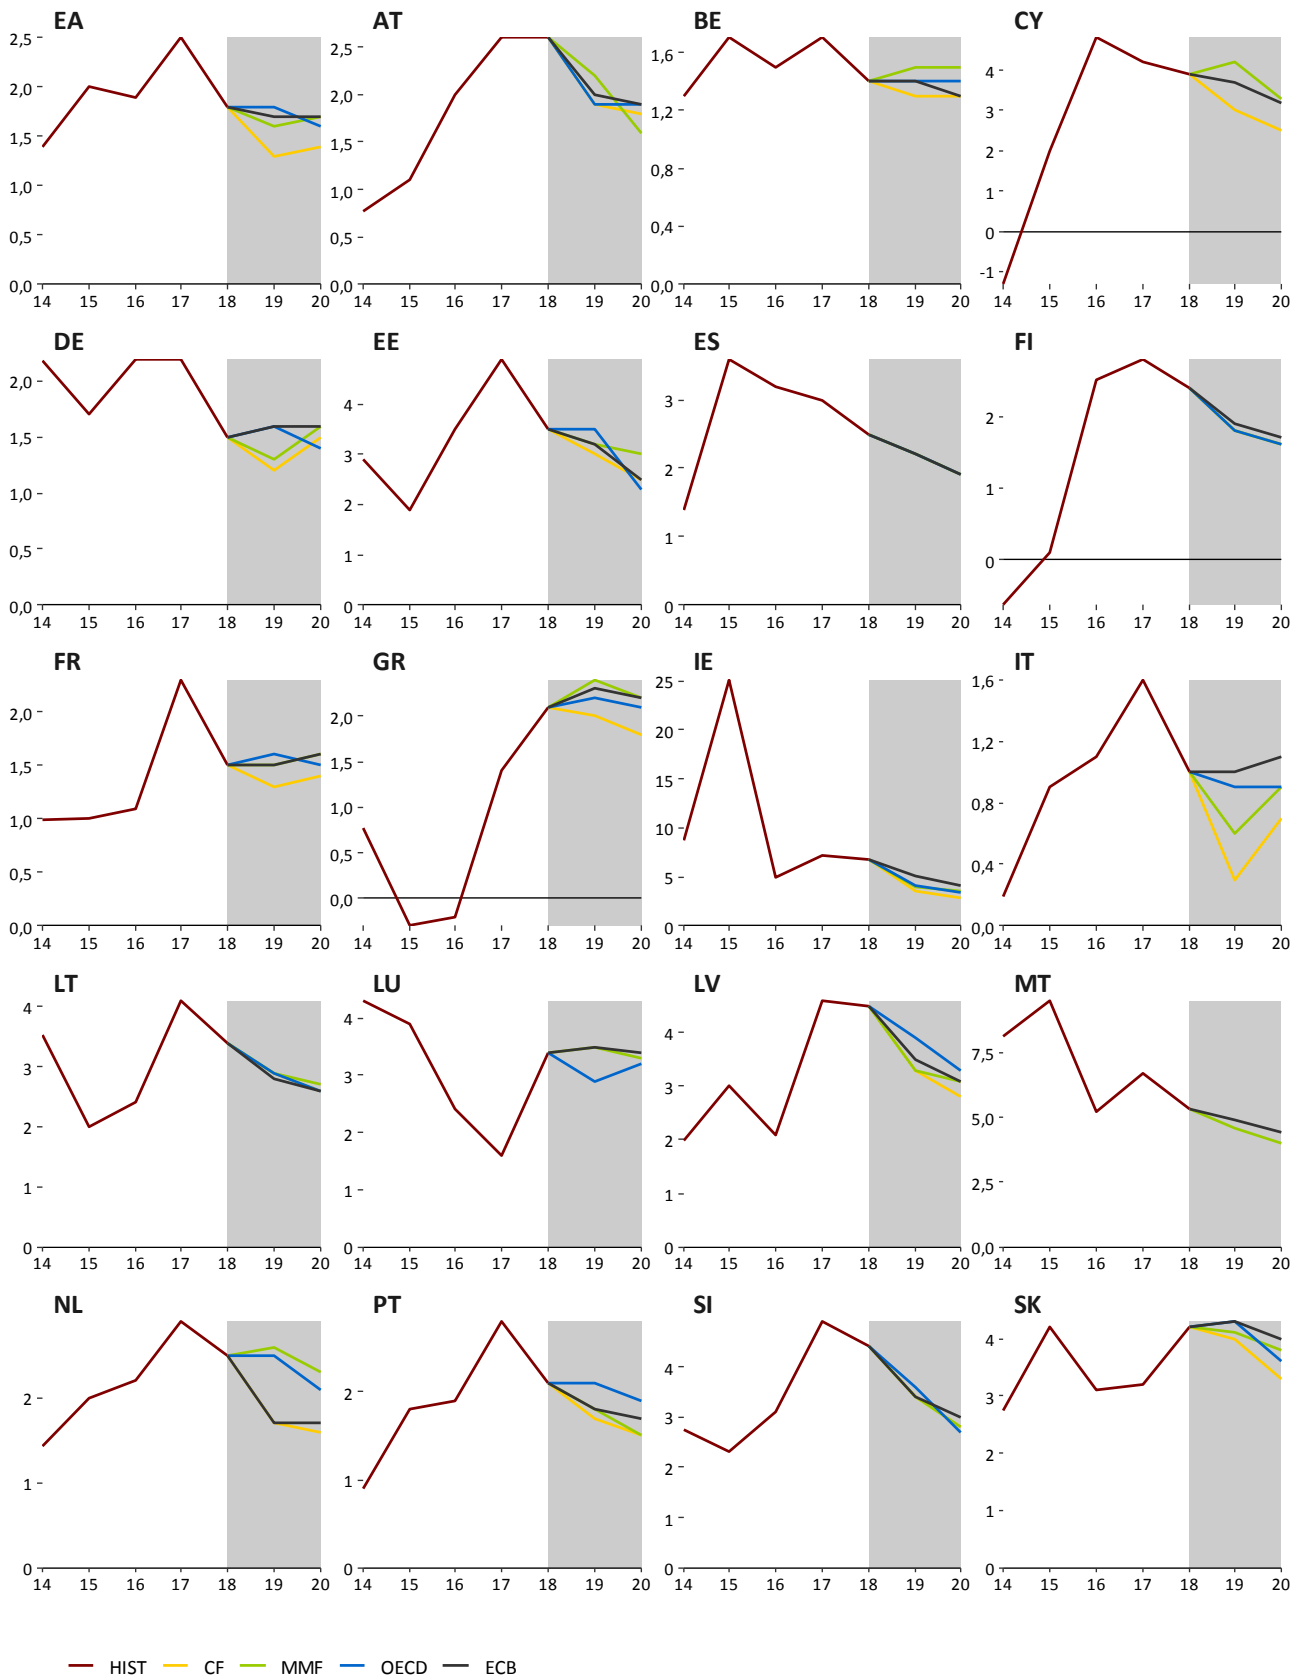 EA AT BE CY
2,5 2,0 1,5 1,0 0,5 0,0
14 15 16 17 18 19 20
2,5 2,0 1,5 1,0 0,5 0,0
14 15 16 17 18 19 20
1,6 1,2 0,8 0,4 0,0
14 15 16 17 18 19 20
4 3 2 1 0 -1
14 15 16 17 18 19 20
DE EE ES FI
2,0 1,5 1,0 0,5 0,0
14 15 16 17 18 19 20
4 3 2 1 0
14 15 16 17 18 19 20
3 2 1 0
14 15 16 17 18 19 20
2 1 0
14 15 16 17 18 19 20
FR GR IE IT
2,0 1,5 1,0 0,5 0,0
14 15 16 17 18 19 20
2,0 1,5 1,0 0,5 0,0
14 15 16 17 18 19 20
25 20 15 10 5 0
14 15 16 17 18 19 20
1,6 1,2 0,8 0,4 0,0
14 15 16 17 18 19 20
LT LU LV MT
4 3 2 1 0
14 15 16 17 18 19 20
4 3 2 1 0
14 15 16 17 18 19 20
4 3 2 1 0
14 15 16 17 18 19 20
7,5 5,0 2,5 0,0
14 15 16 17 18 19 20
NL PT SI SK
2 1 0
14 15 16 17 18 19 20
2 1 0
14 15 16 17 18 19 20
4 3 2 1 0
14 15 16 17 18 19 20
4 3 2 1 0
14 15 16 17 18 19 20
HIST CF MMF OECD ECB